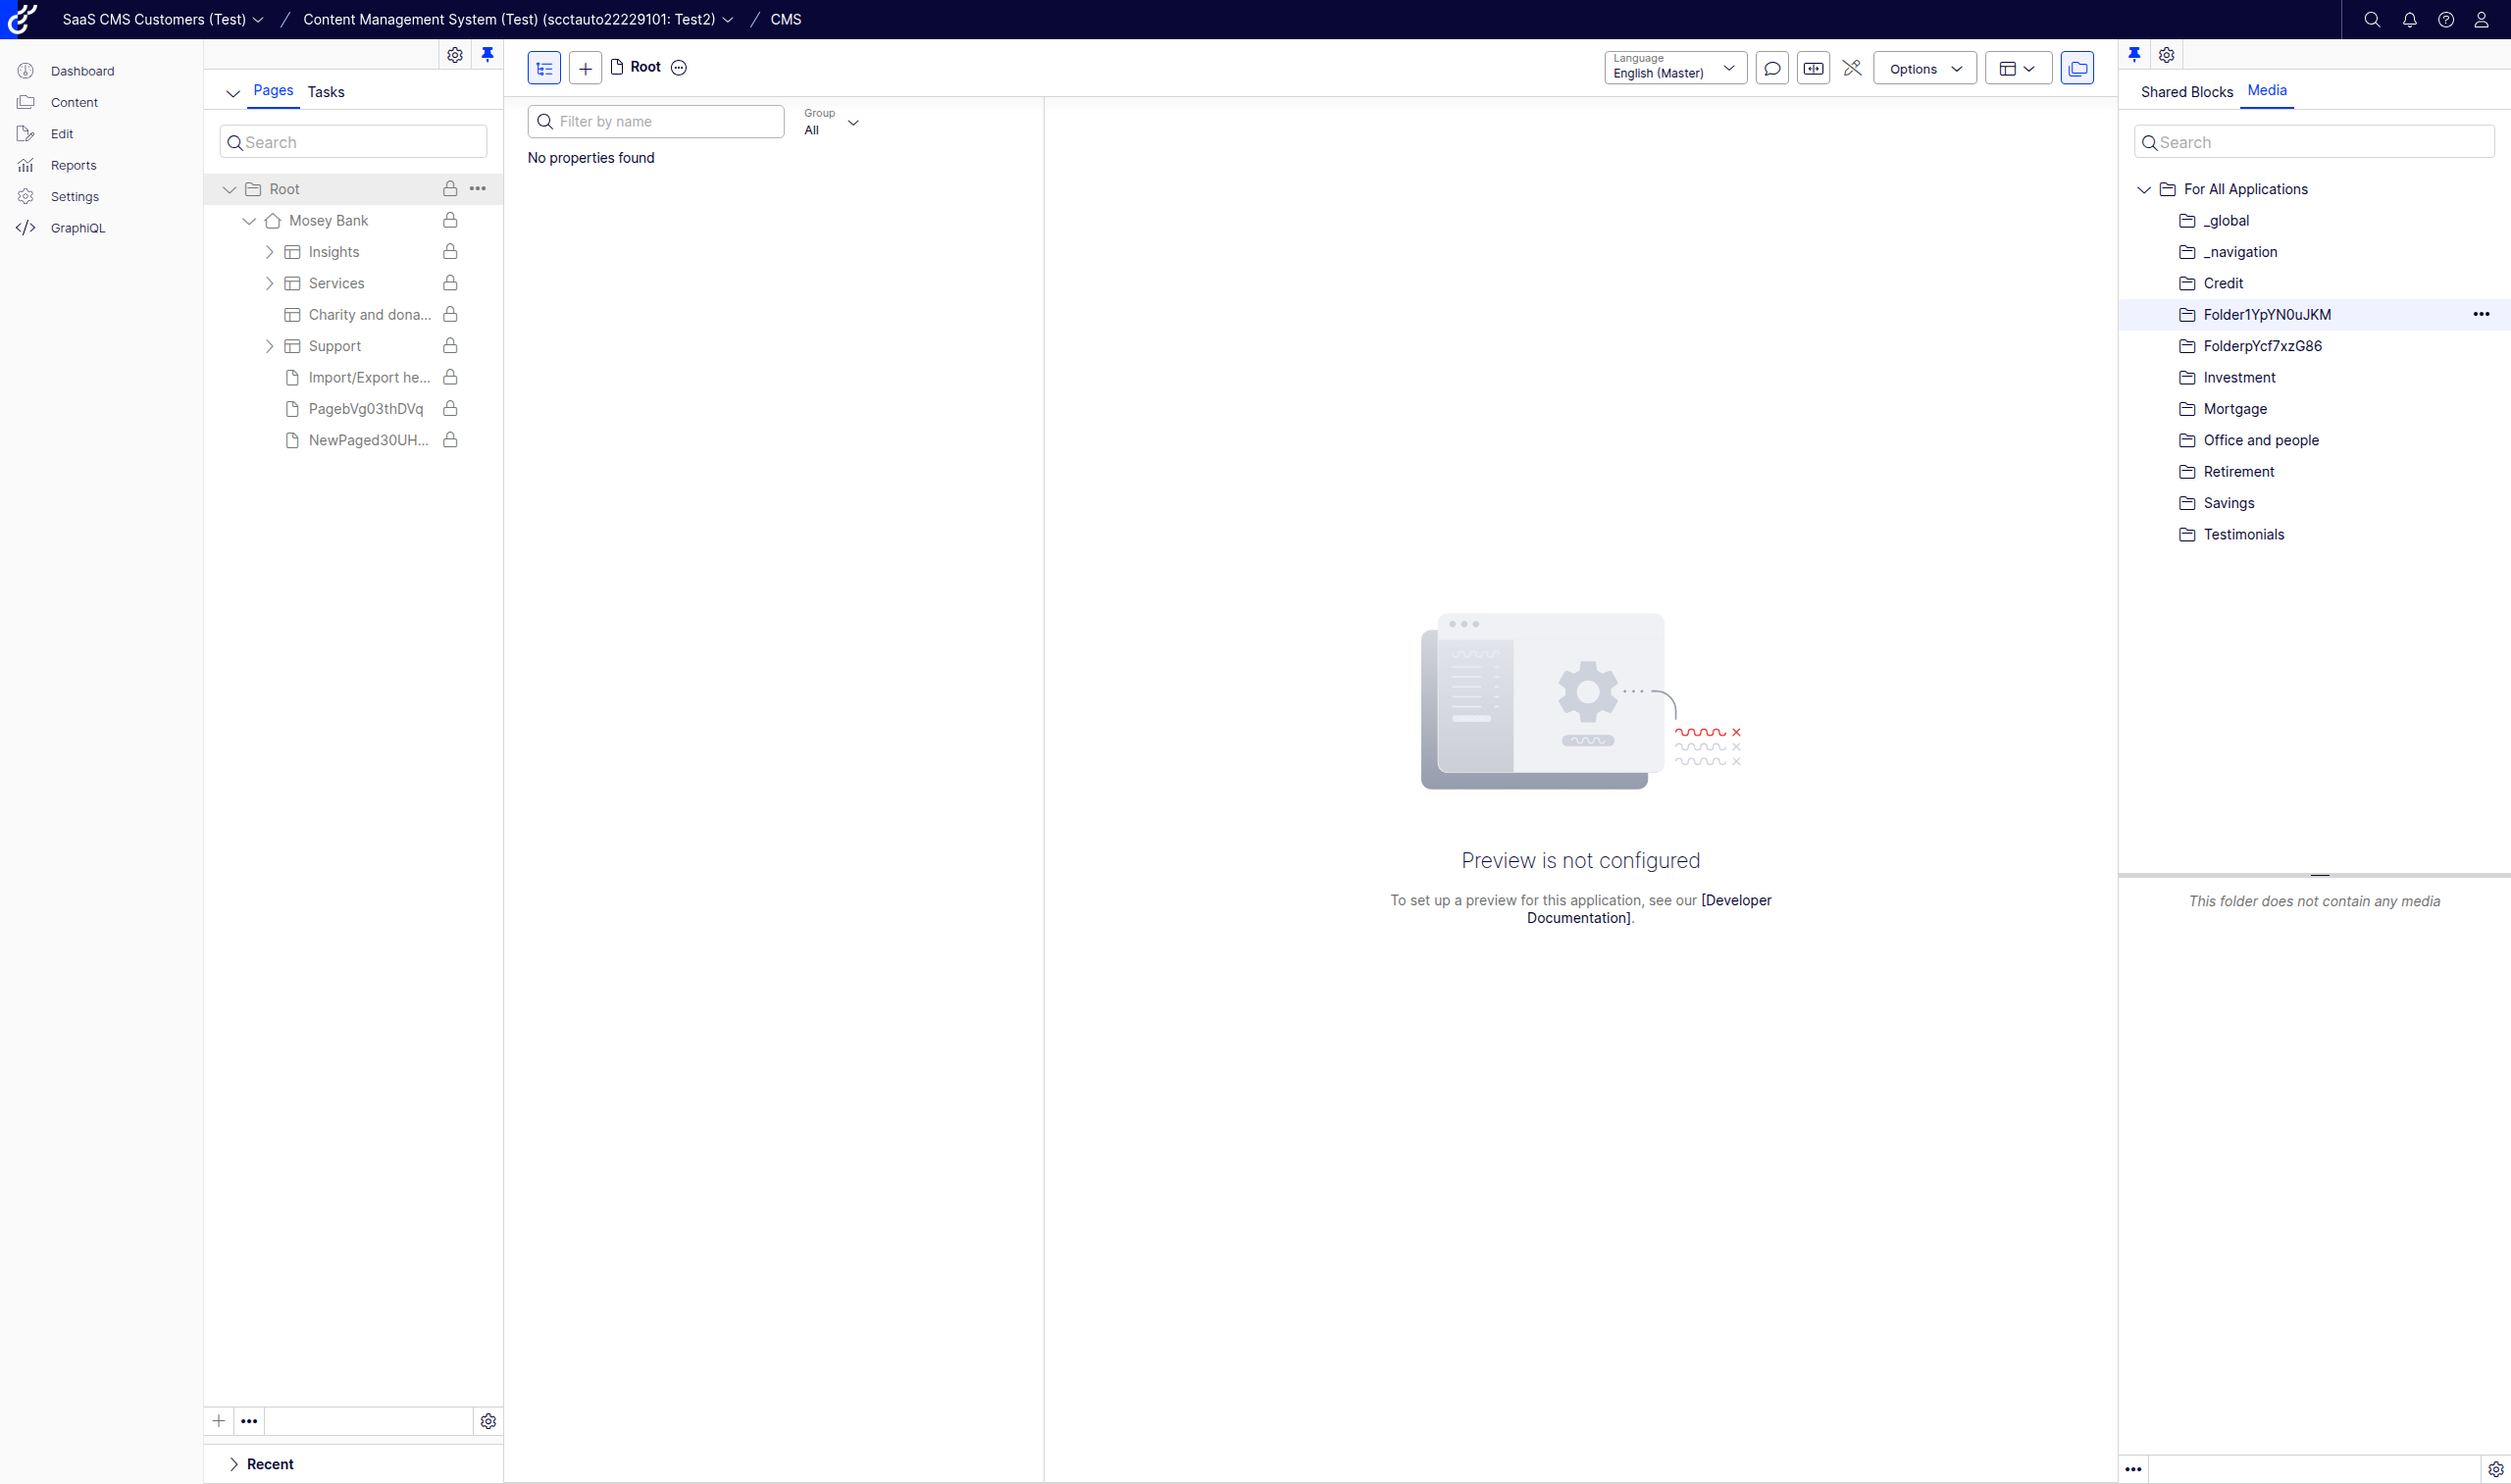 SaaS CMS Customers (Test) / Content Management System (Test) (scctauto22229101: Test2) / CMS
Dashboard
Content
Edit
Reports
Settings
GraphiQL
Pages Tasks
Search
Root
Mosey Bank
Insights
Services
Charity and dona...
Support
Import/Export he...
PagebVg03thDVq
NewPaged30UH...
Recent
Root
Language
English (Master)
Options
Filter by name
Group
All
No properties found
Preview is not configured
To set up a preview for this application, see our [Developer
Documentation].
Shared Blocks Media
Search
For All Applications
_global
_navigation
Credit
Folder1YpYN0uJKM
FolderpYcf7xzG86
Investment
Mortgage
Office and people
Retirement
Savings
Testimonials
This folder does not contain any media